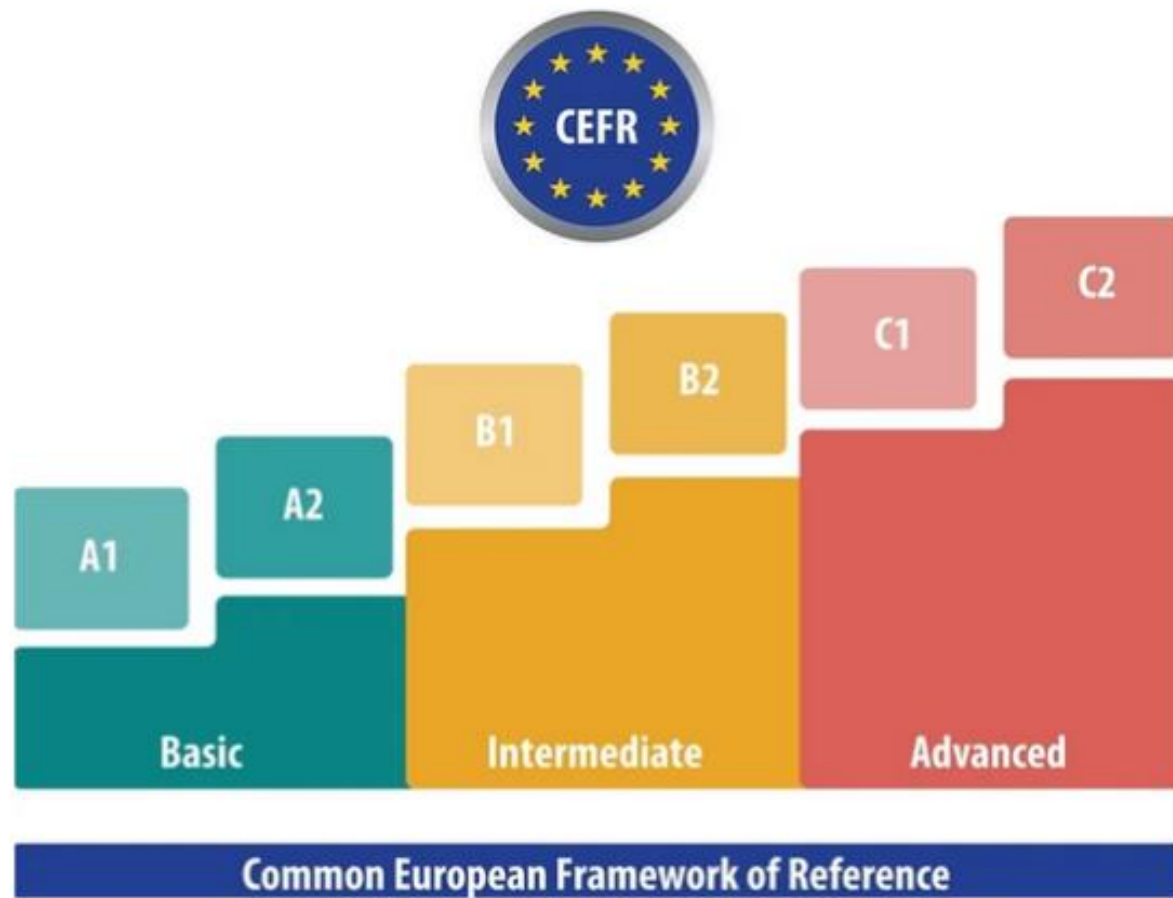 CEFR
A1
A2
B1
B2
C1
C2
Basic
Intermediate
Advanced
Common European Framework of Reference